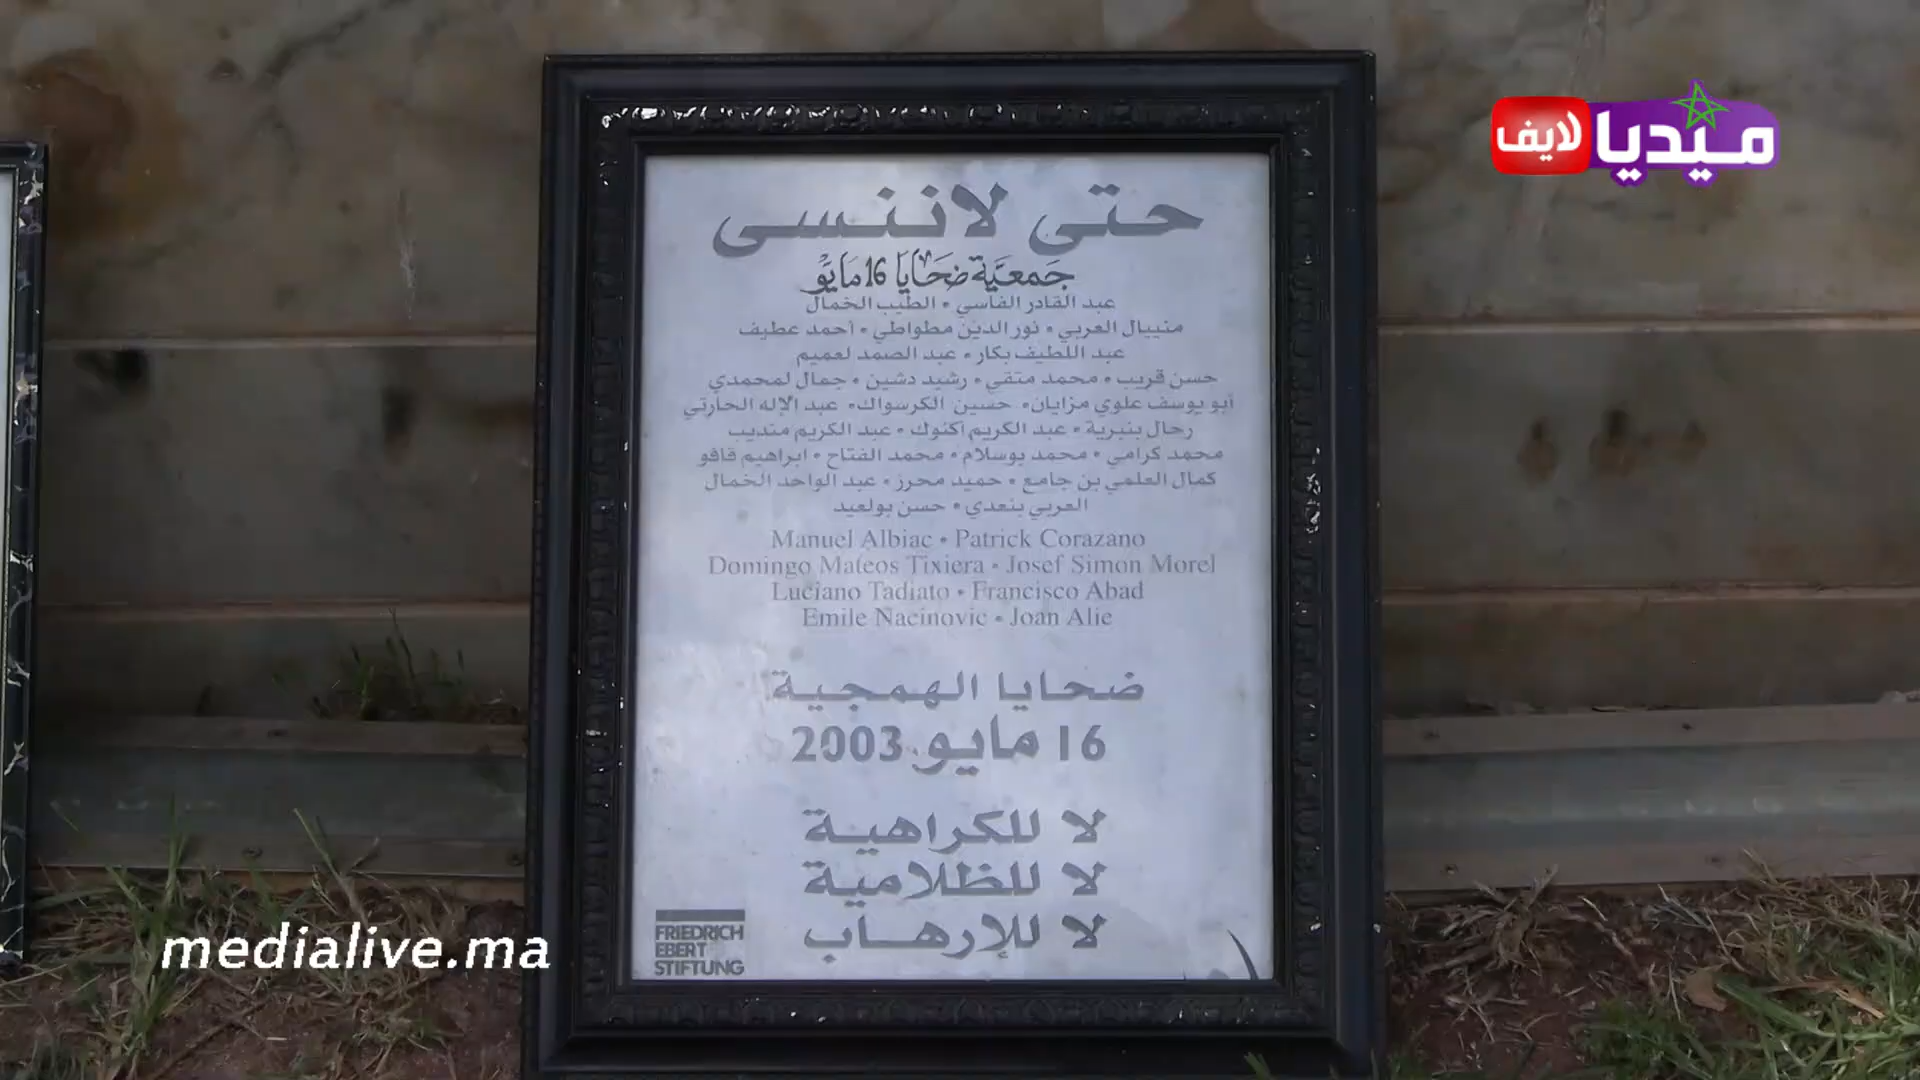 ميديا لايف
حتى لاننسى
جمعية ضحايا 16 مايو
عبد القادر الفاسي • الطيب الخمال
منييال العربي • نور الدين مطواطي • أحمد عطيف
عبد اللطيف بكار • عبد الصمد لعميم
حسن قريب • محمد متقي • رشيد دشين • جمال لمحمدي
أبو يوسف علوي مزايان • حسين الكرسواك • عبد الإله الحارتي
رحال بنبرية • عبد الكريم أكنوك • عبد الكريم منديب
محمد كرامي • محمد بوسلام • محمد الفتاح • ابراهيم قافو
كمال العلمي بن جامع • حميد محرز • عبد الواحد الخمال
العربي بنعدي • حسن بولعيد
Manuel Albiac • Patrick Corazano
Domingo Mateos Tixiera • Josef Simon Morel
Luciano Tadiato • Francisco Abad
Emile Nacinovic • Joan Alie
ضحايا الهمجية
16 مايو 2003
لا للكراهية
لا للظلامية
لا للإرهاب
FRIEDRICH
EBERT
STIFTUNG
medialive.ma